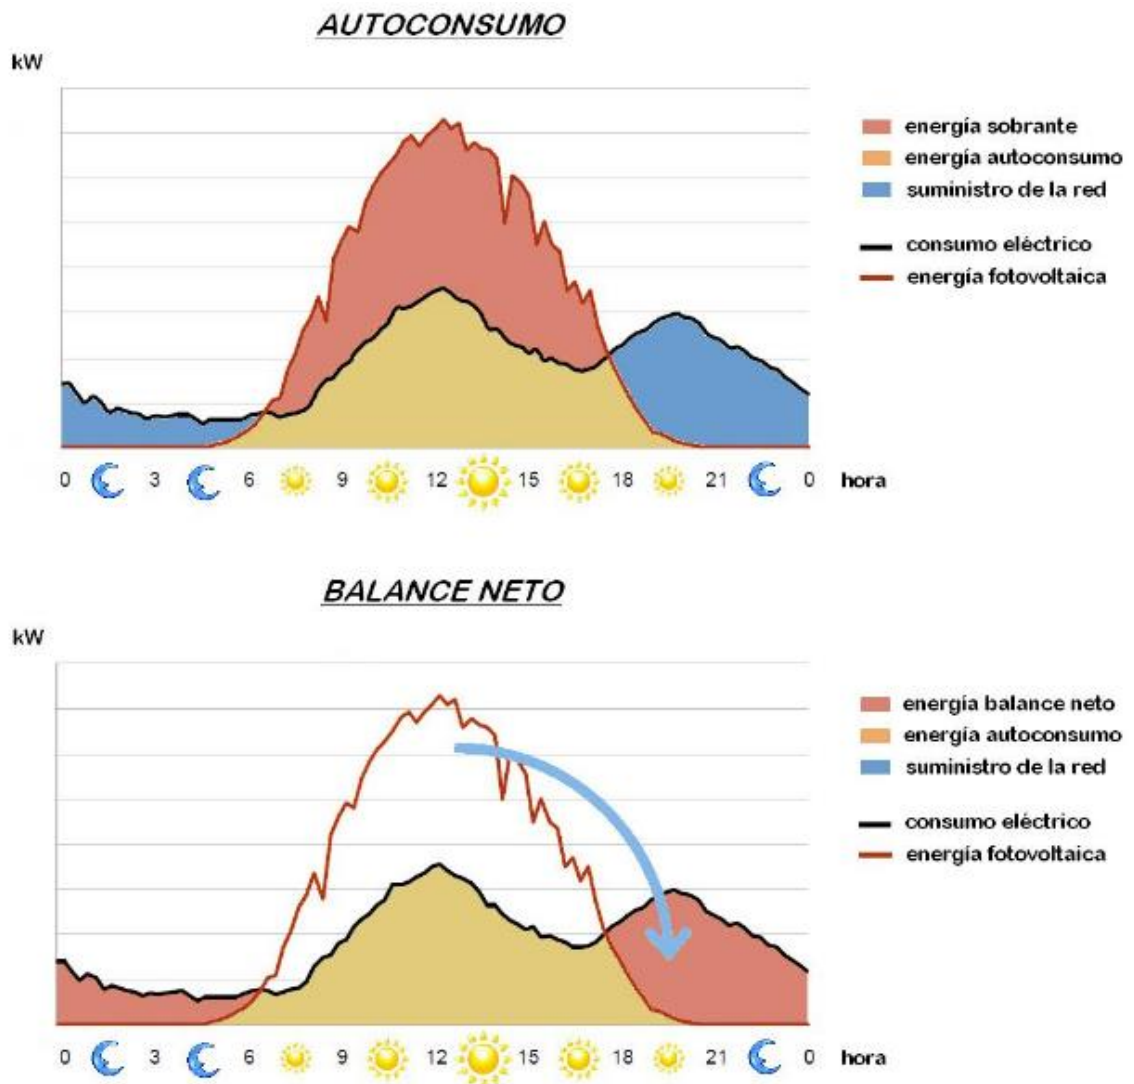 AUTOCONSUMO
kW
energía sobrante
energía autoconsumo
suministro de la red
consumo eléctrico
energía fotovoltaica
0 3 6 9 12 15 18 21 0 hora
BALANCE NETO
kW
energía balance neto
energía autoconsumo
suministro de la red
consumo eléctrico
energía fotovoltaica
0 3 6 9 12 15 18 21 0 hora